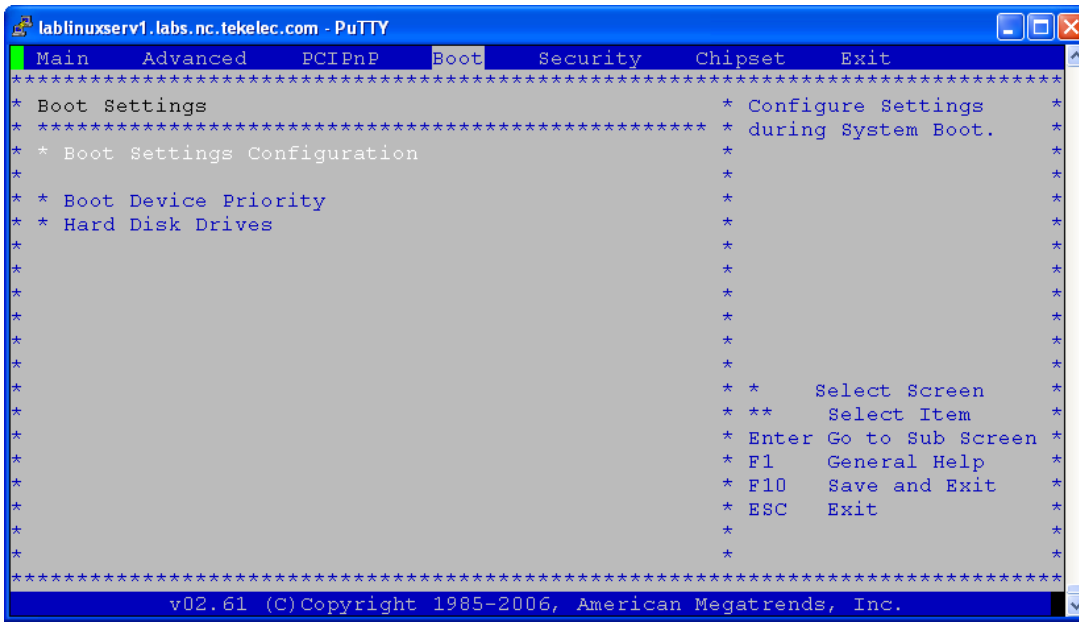 lablinuxserv1.labs.nc.tekelec.com - PuTTY
Main Advanced PCIPnP Boot Security Chipset Exit
********************************************************************************
* Boot Settings * Configure Settings *
* *************************************************** * during System Boot. *
* * Boot Settings Configuration * *
* * *
* * Boot Device Priority * *
* * Hard Disk Drives * *
* * *
* * *
* * *
* * *
* * *
* * *
* * * Select Screen *
* * ** Select Item *
* * Enter Go to Sub Screen *
* * F1 General Help *
* * F10 Save and Exit *
* * ESC Exit *
* * *
* * *
********************************************************************************
v02.61 (C)Copyright 1985-2006, American Megatrends, Inc.